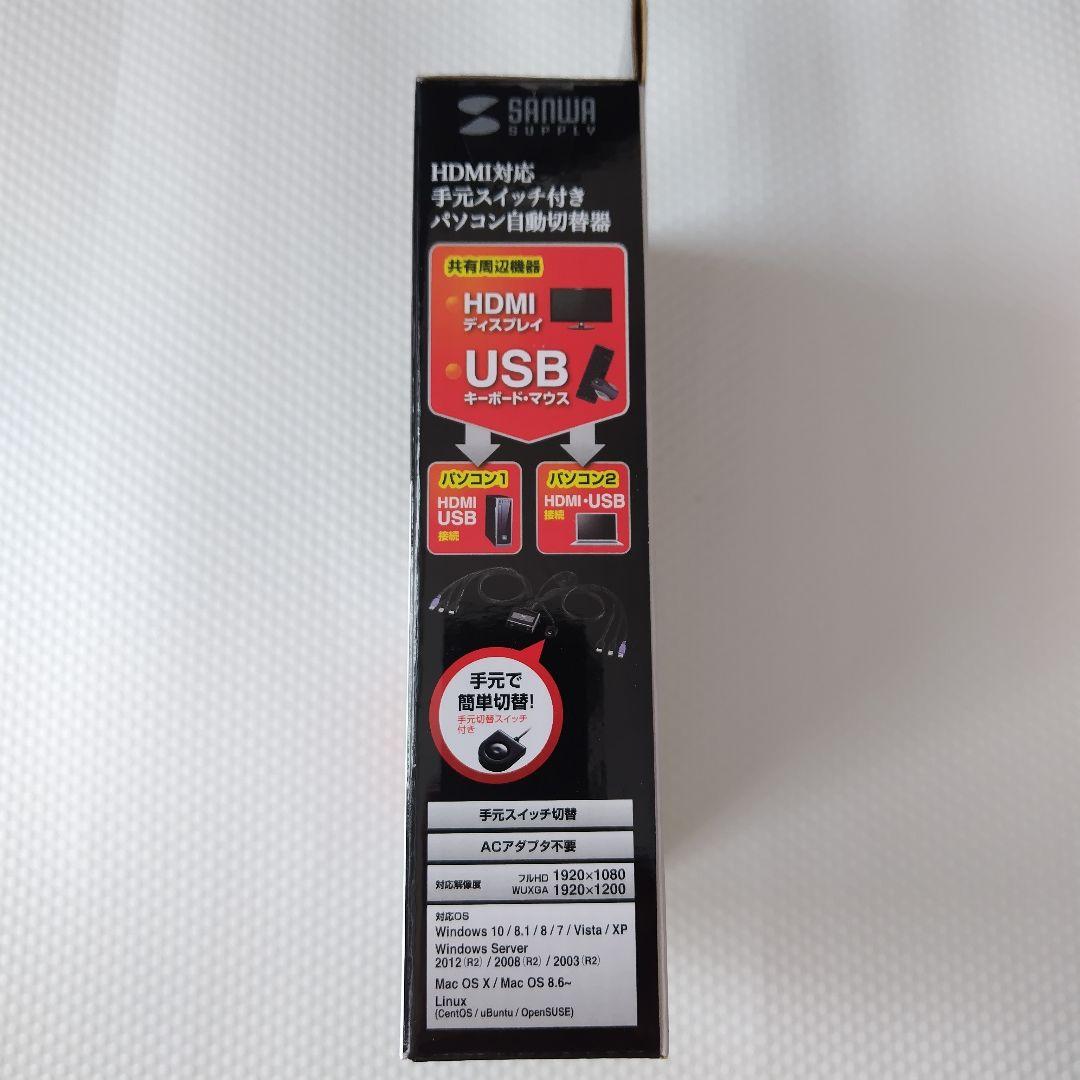 SANWA
SUPPLY
HDMI対応
手元スイッチ付き
パソコン自動切替器
共有周辺機器
HDMI
ディスプレイ
USB
キーボード・マウス
パソコン1
HDMI
USB
接続
パソコン2
HDMI・USB
接続
手元で
簡単切替!
手元切替スイッチ
付き
手元スイッチ切替
ACアダプタ不要
対応解像度
フルHD 1920×1080
WUXGA 1920×1200
対応OS
Windows 10 / 8.1 / 8 / 7 / Vista / XP
Windows Server
2012 (R2) / 2008 (R2) / 2003 (R2)
Mac OS X / Mac OS 8.6~
Linux
(CentOS / uBuntu / OpenSUSE)